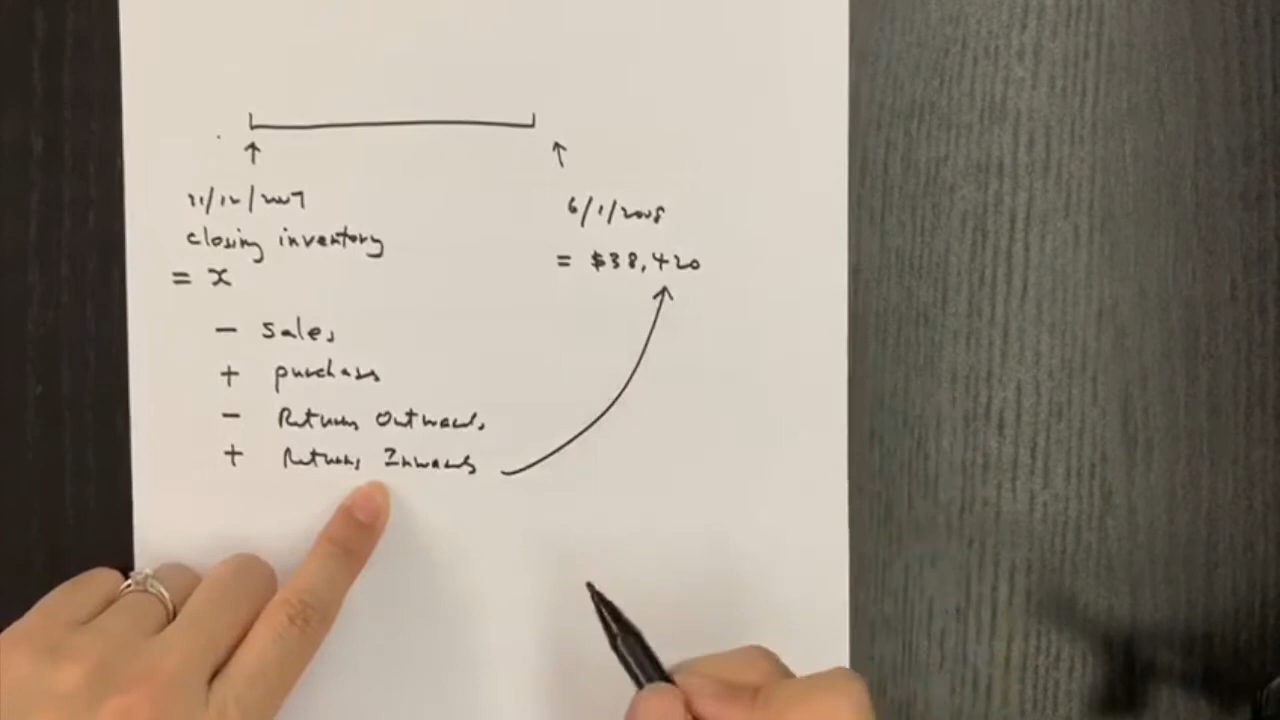 31/12/2007
closing inventory
= x
- sales
+ purchases
- Returns Outwards
+ Returns Inwards
6/1/2008
= $38,420